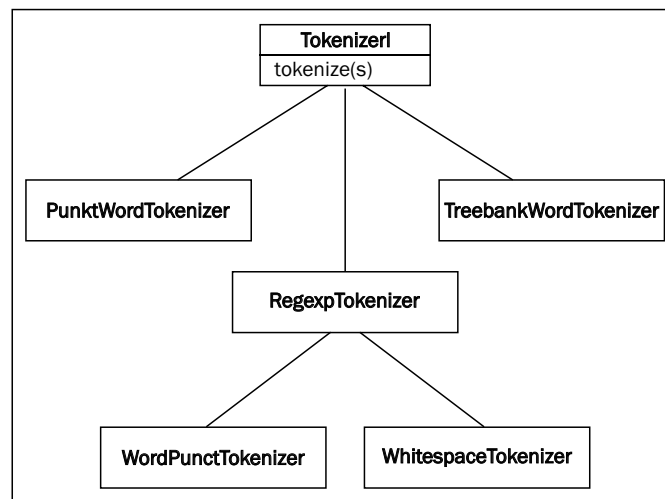 TokenizerI
tokenize(s)
PunktWordTokenizer
TreebankWordTokenizer
RegexpTokenizer
WordPunctTokenizer
WhitespaceTokenizer